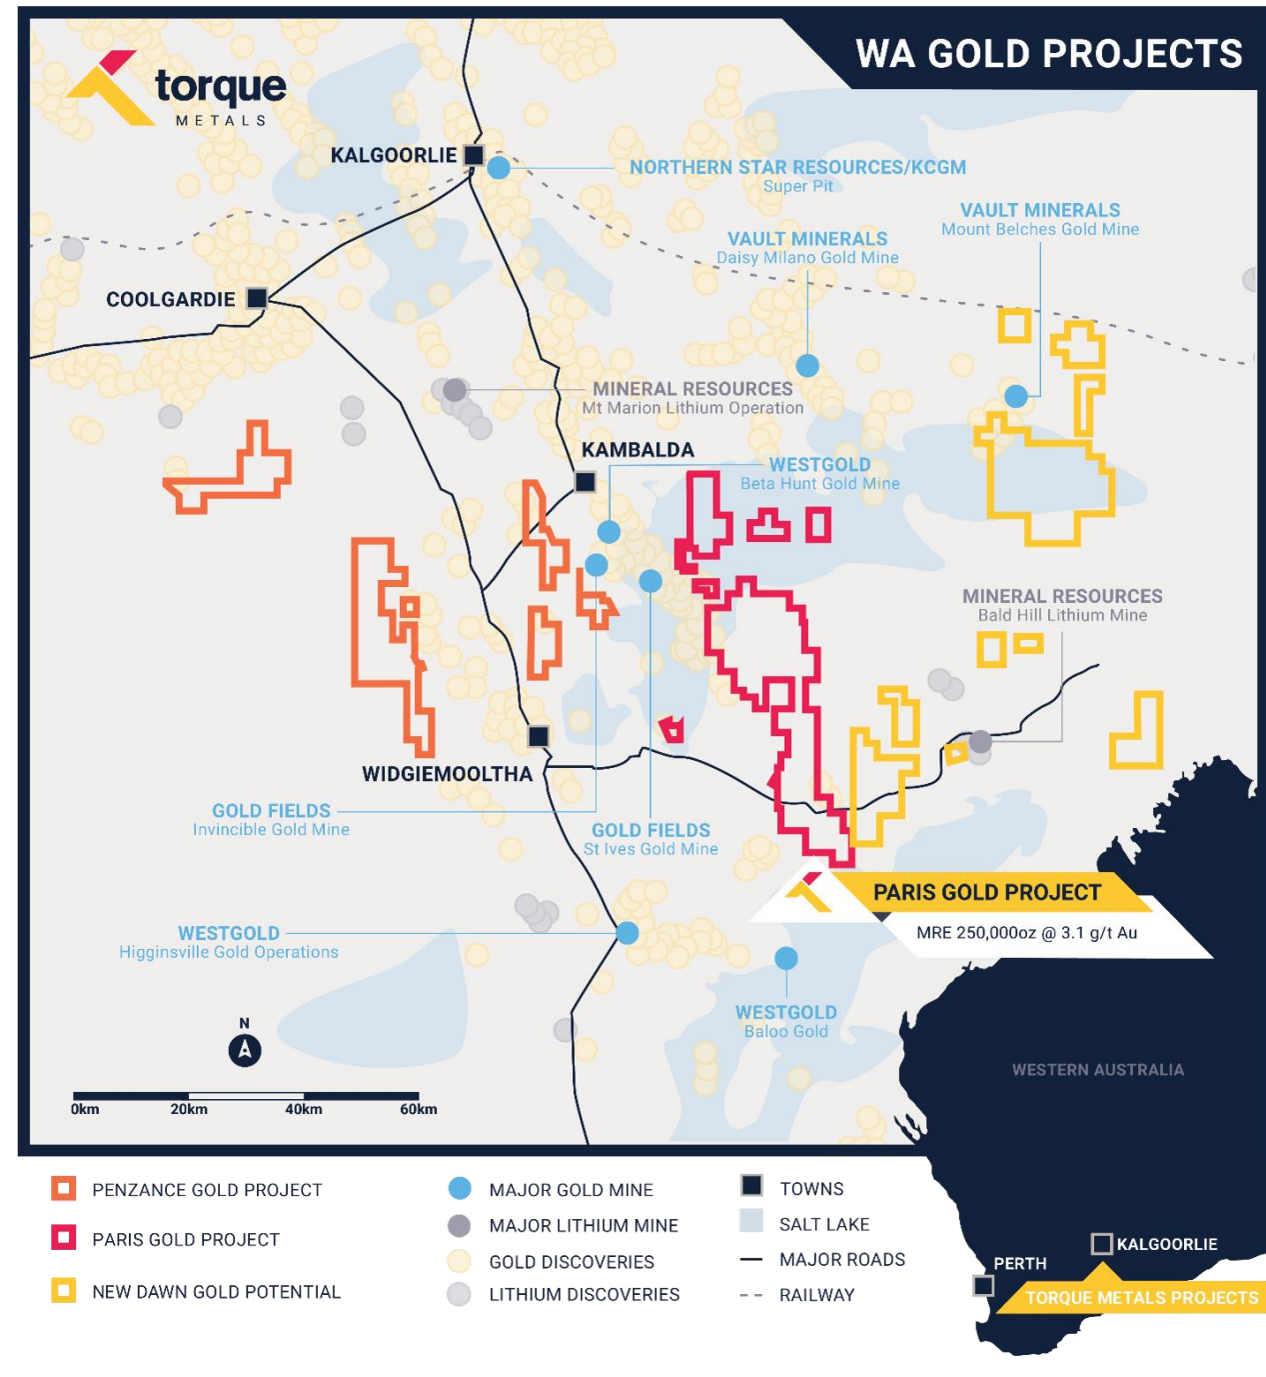 WA GOLD PROJECTS
torque
METALS
KALGOORLIE
NORTHERN STAR RESOURCES/KCGM
Super Pit
VAULT MINERALS
Mount Belches Gold Mine
VAULT MINERALS
Daisy Milano Gold Mine
COOLGARDIE
MINERAL RESOURCES
Mt Marion Lithium Operation
KAMBALDA
WESTGOLD
Beta Hunt Gold Mine
MINERAL RESOURCES
Bald Hill Lithium Mine
WIDGIEMOOLTHA
GOLD FIELDS
Invincible Gold Mine
GOLD FIELDS
St Ives Gold Mine
PARIS GOLD PROJECT
MRE 250,000oz @ 3.1 g/t Au
WESTGOLD
Higginsville Gold Operations
WESTGOLD
Baloo Gold
N
WESTERN AUSTRALIA
0km 20km 40km 60km
PENZANCE GOLD PROJECT
PARIS GOLD PROJECT
NEW DAWN GOLD POTENTIAL
MAJOR GOLD MINE
MAJOR LITHIUM MINE
GOLD DISCOVERIES
LITHIUM DISCOVERIES
TOWNS
SALT LAKE
MAJOR ROADS
RAILWAY
KALGOORLIE
PERTH
TORQUE METALS PROJECTS